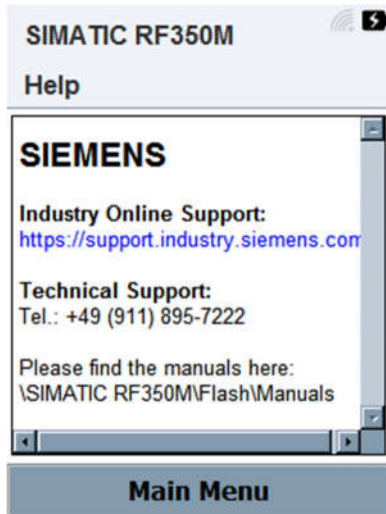 SIMATIC RF350M
Help
SIEMENS
Industry Online Support:
https://support.industry.siemens.com
Technical Support:
Tel.: +49 (911) 895-7222
Please find the manuals here:
\SIMATIC RF350M\Flash\Manuals
Main Menu